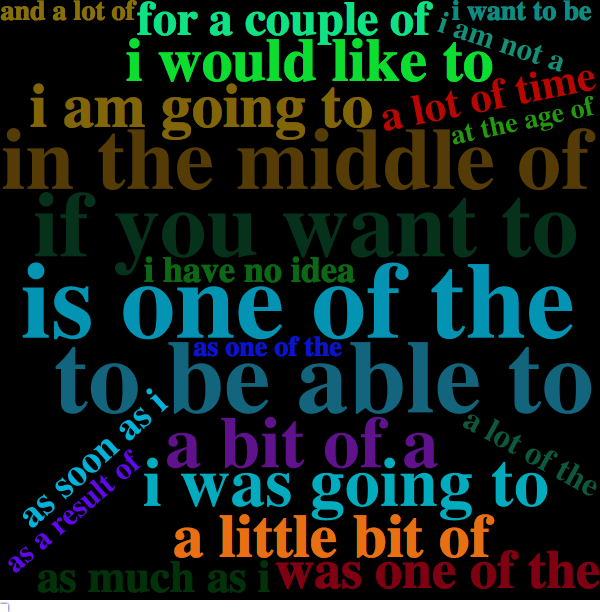 and a lot of
for a couple of
i want to be
i am not a
i would like to
i am going to
a lot of time
at the age of
in the middle of
if you want to
i have no idea
is one of the
as one of the
to be able to
as soon as i
a bit of a
a lot of the
as a result of
i was going to
a little bit of
as much as i
was one of the